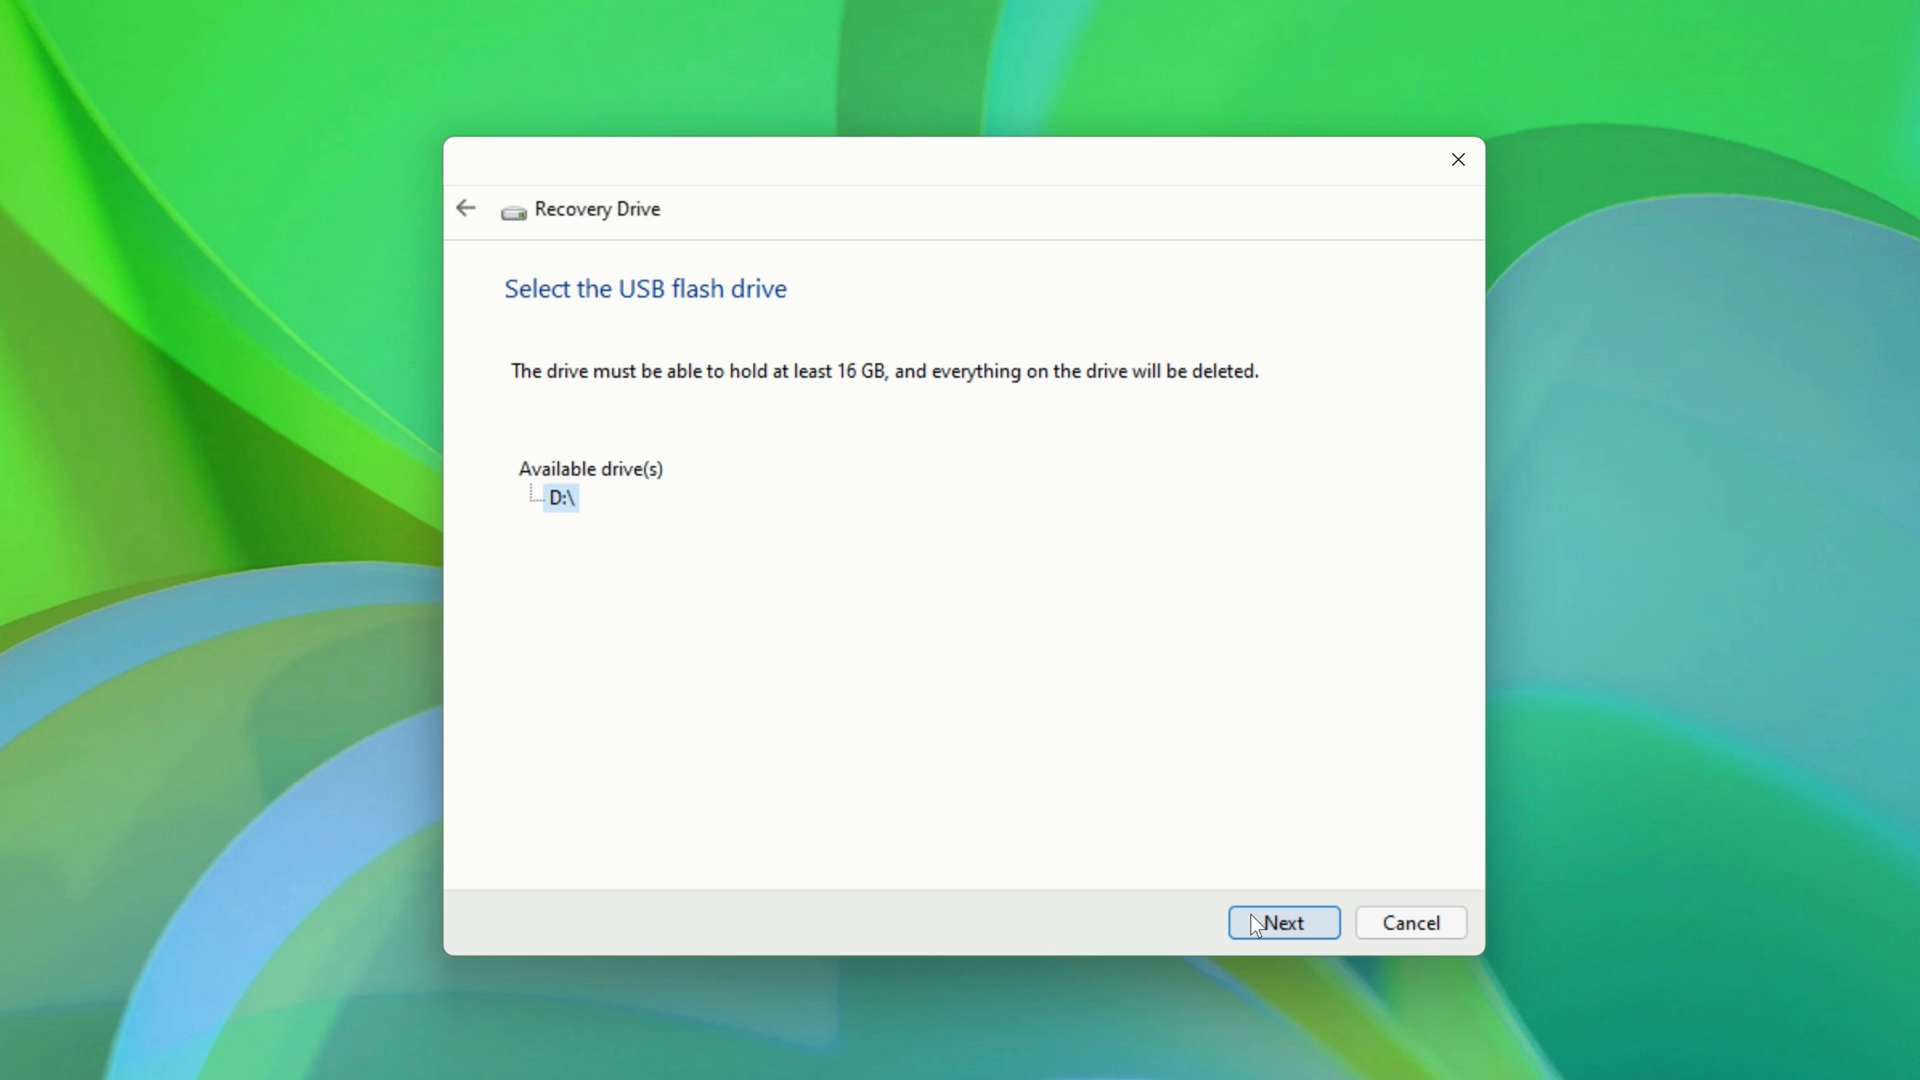 Recovery Drive
Select the USB flash drive
The drive must be able to hold at least 16 GB, and everything on the drive will be deleted.
Available drive(s)
D:\
Next
Cancel